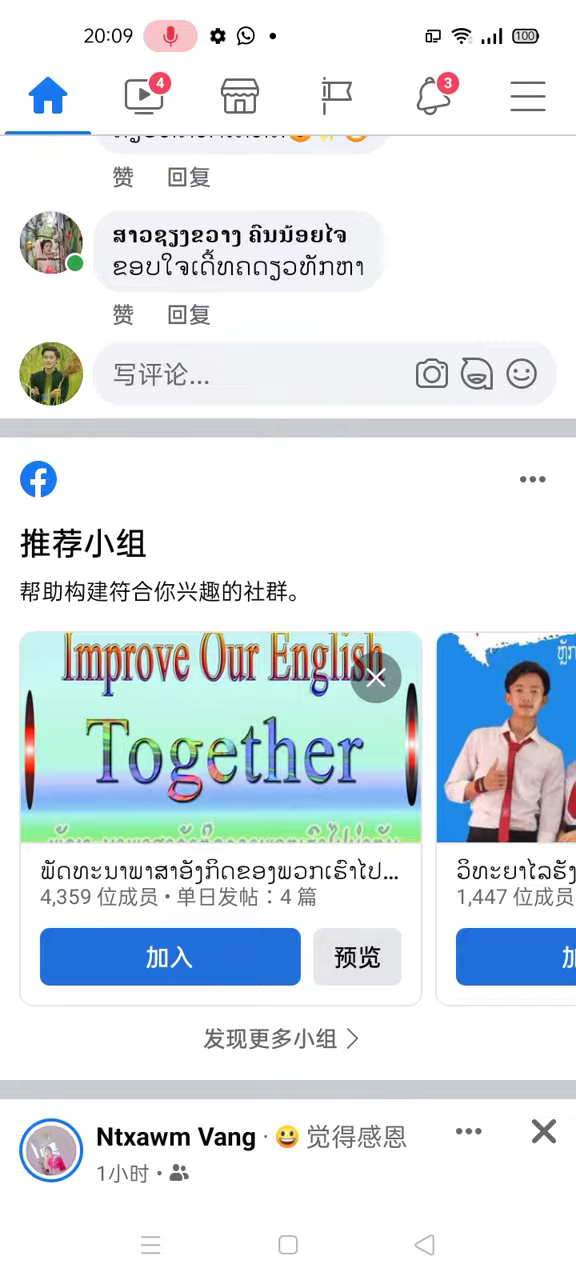 20:09
100
4
3
赞 回复
ສາວຊຽງຂວາງ ຄົນນ້ອຍໄຈ
ຂອບໃຈເດີ້ທຄດຽວທັກຫາ
赞 回复
写评论...
推荐小组
帮助构建符合你兴趣的社群。
Improve Our English
Together
ພັດທະນາພາສາອັງກິດຂອງພວກເຮົາໄປ...
4,359 位成员 • 单日发帖：4 篇
加入 预览
ວິທະຍາໄລຮັງ
1,447 位成员
发现更多小组
Ntxawm Vang · 觉得感恩
1小时 •